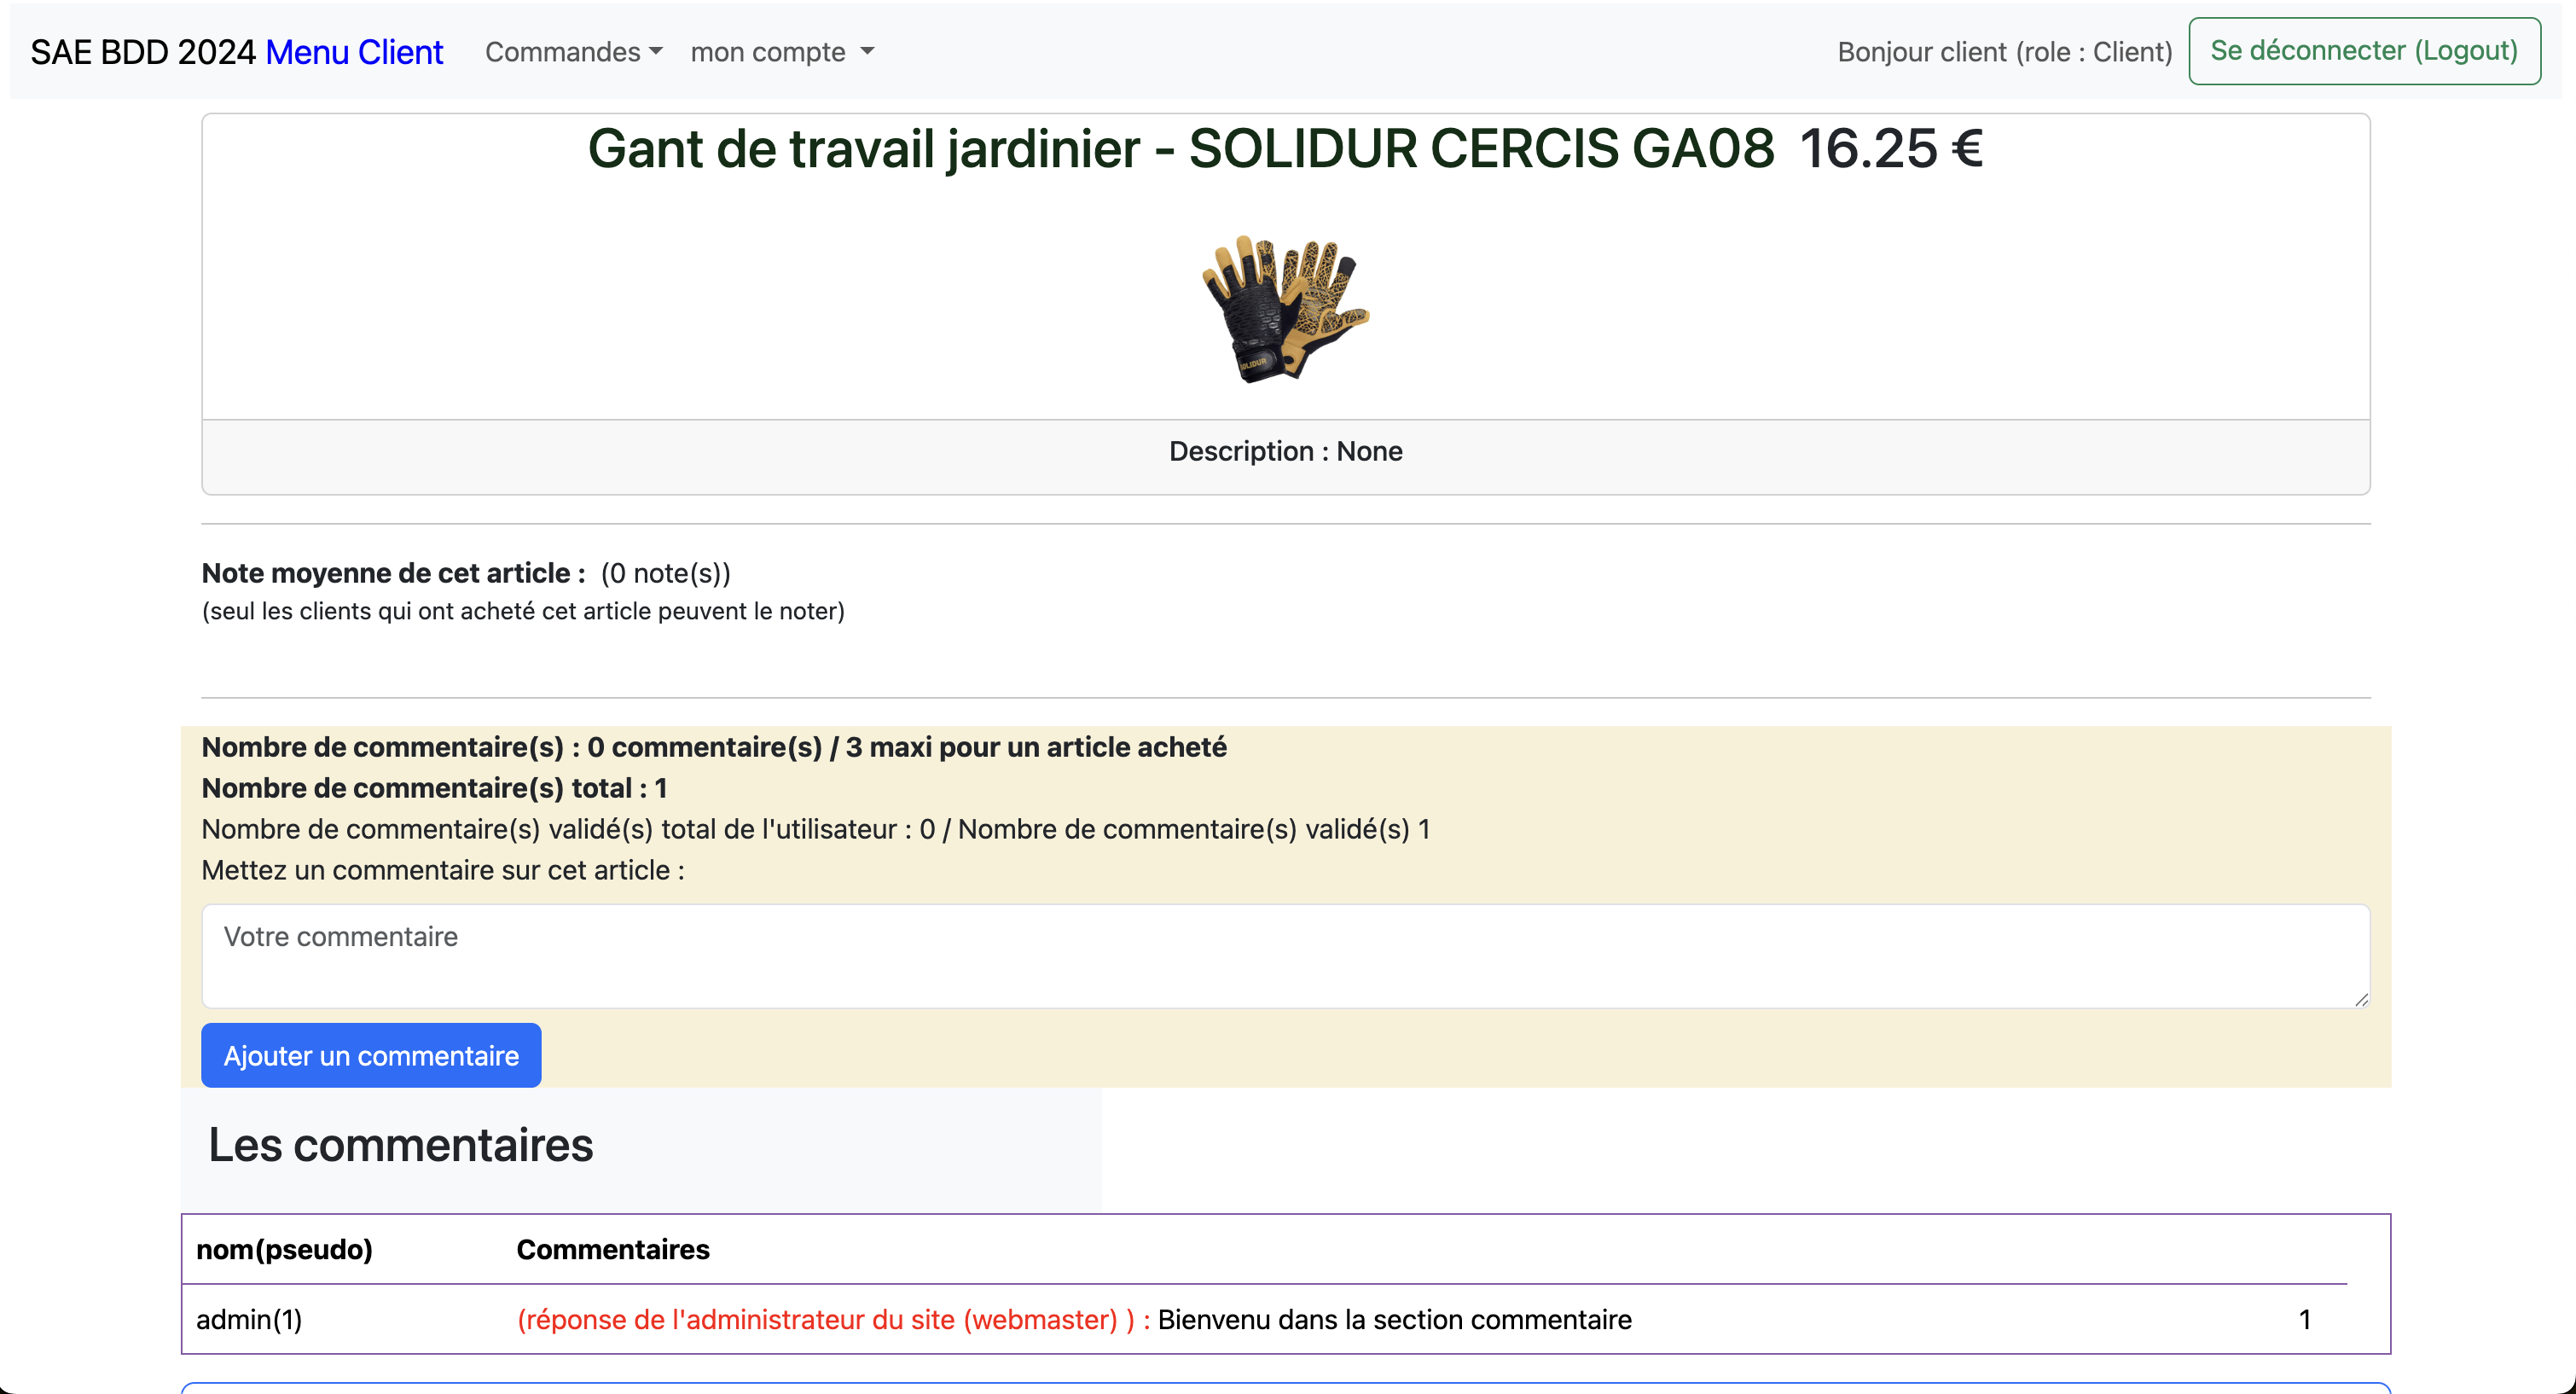 SAE BDD 2024 Menu Client Commandes mon compte Bonjour client (role : Client) Se déconnecter (Logout)
Gant de travail jardinier - SOLIDUR CERCIS GA08 16.25 €
SOLIDUR
Description : None
Note moyenne de cet article : (0 note(s))
(seul les clients qui ont acheté cet article peuvent le noter)
Nombre de commentaire(s) : 0 commentaire(s) / 3 maxi pour un article acheté
Nombre de commentaire(s) total : 1
Nombre de commentaire(s) validé(s) total de l'utilisateur : 0 / Nombre de commentaire(s) validé(s) 1
Mettez un commentaire sur cet article :
Votre commentaire
Ajouter un commentaire
Les commentaires
nom(pseudo) Commentaires
admin(1) (réponse de l'administrateur du site (webmaster) ) : Bienvenu dans la section commentaire 1